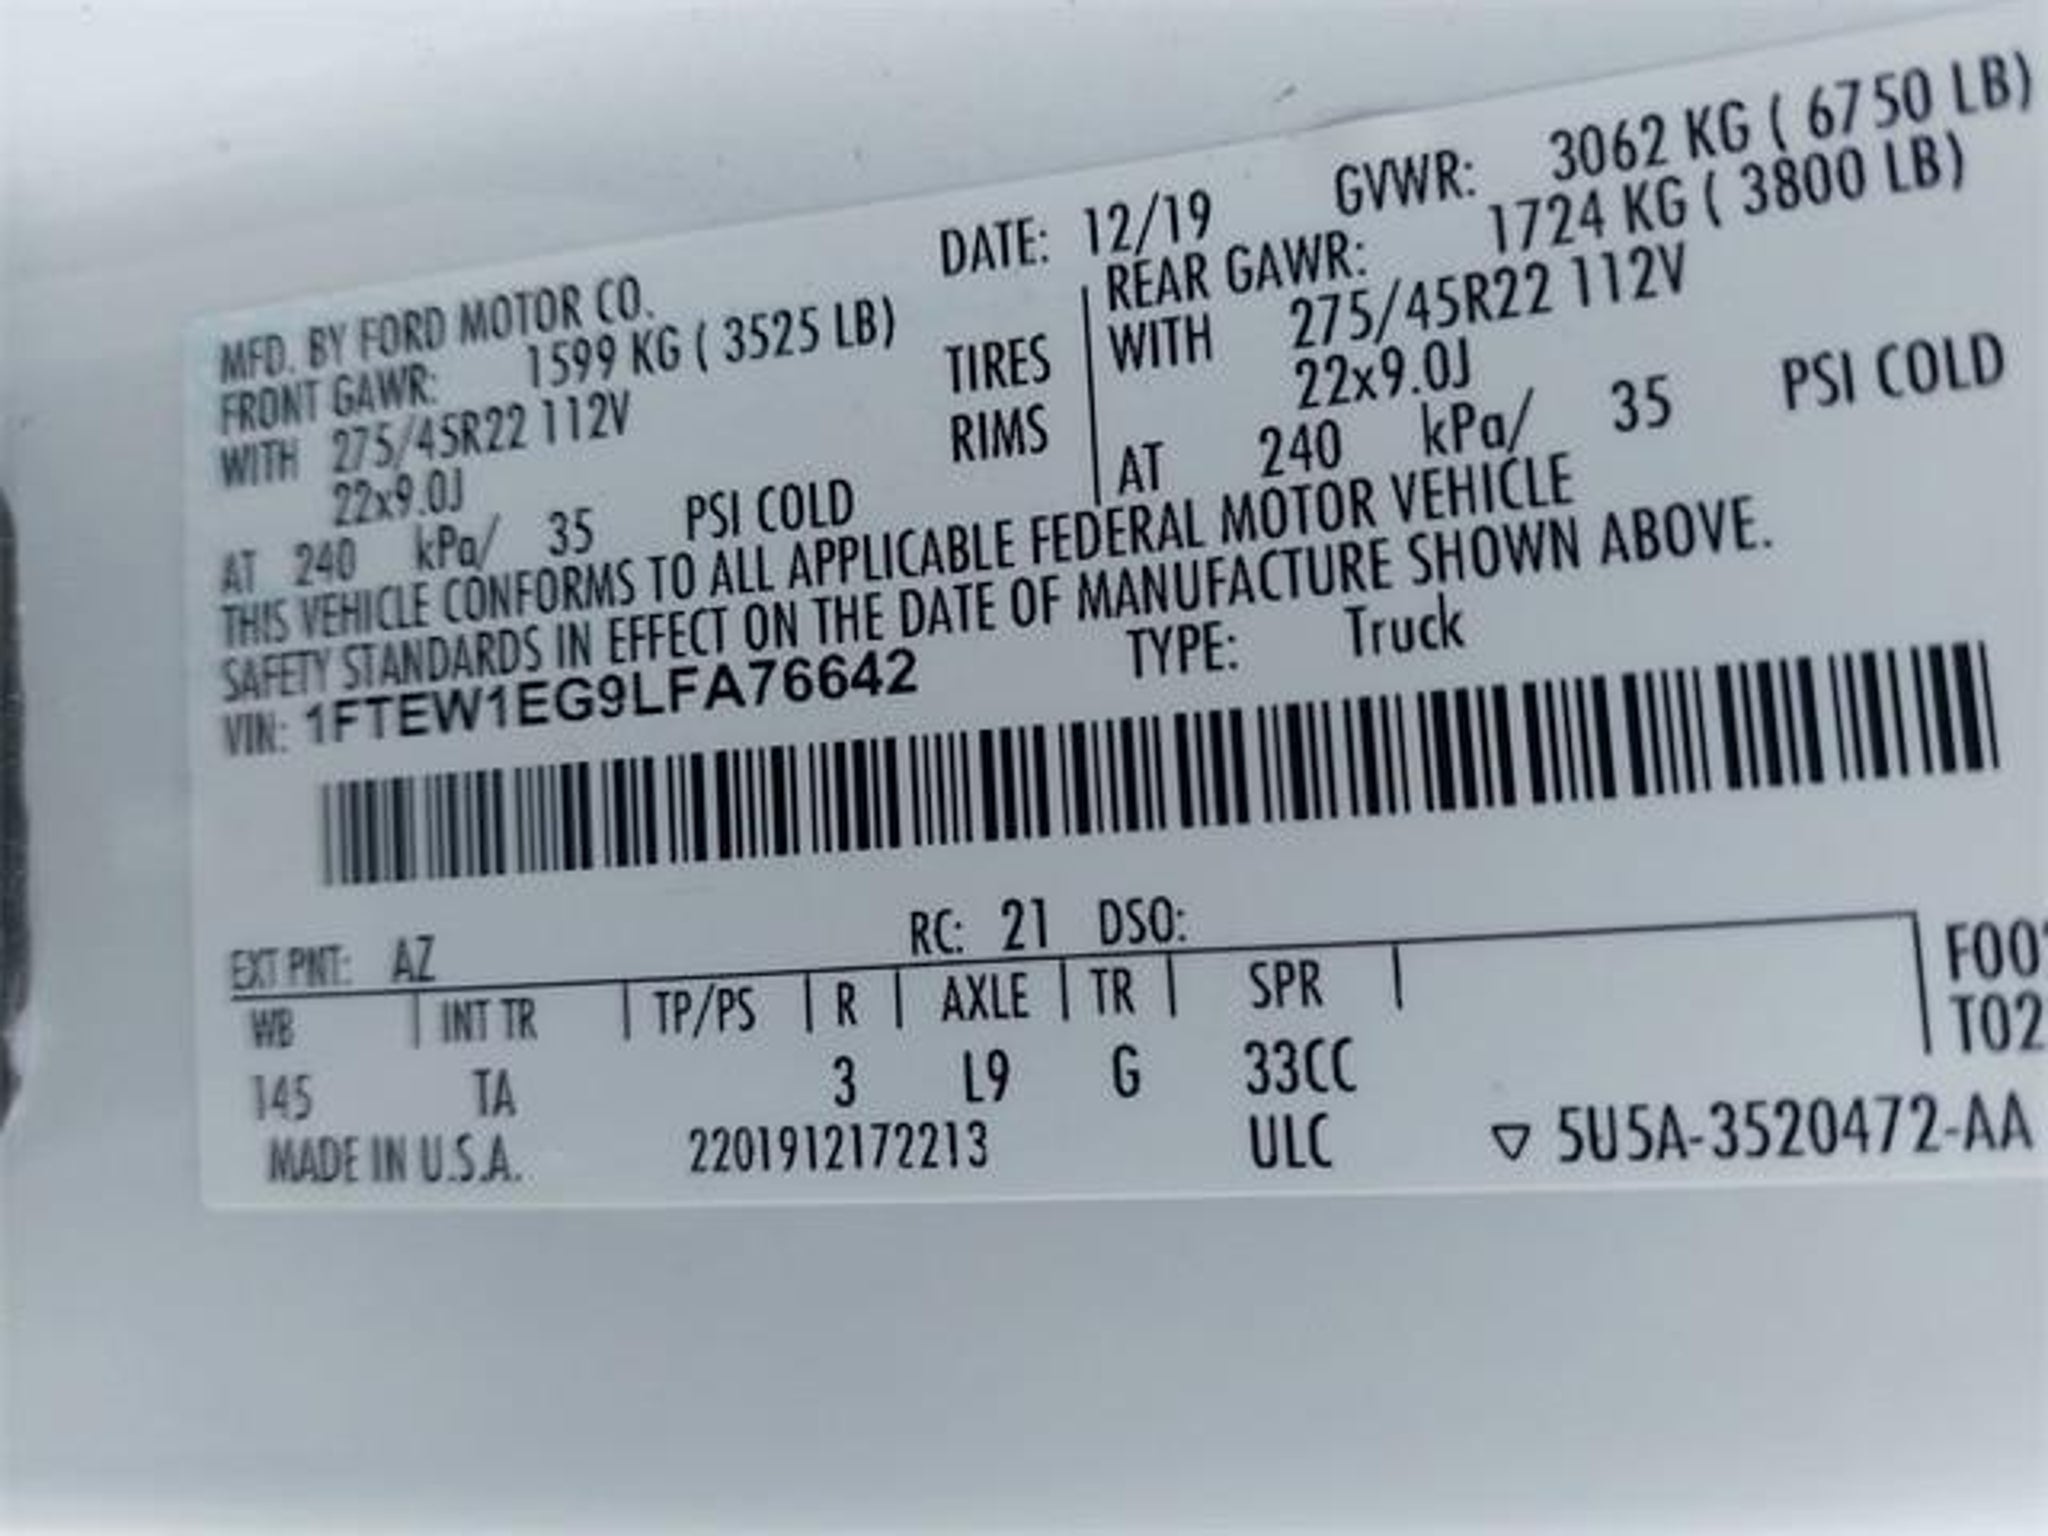 DATE: 12/19 GVWR: 3062 KG ( 6750 LB)
MFD. BY FORD MOTOR CO.
FRONT GAWR: 1599 KG ( 3525 LB) REAR GAWR: 1724 KG ( 3800 LB)
WITH 275/45R22 112V TIRES WITH 275/45R22 112V
22x9.0J RIMS 22x9.0J
AT 240 kPa/ 35 PSI COLD AT 240 kPa/ 35 PSI COLD
THIS VEHICLE CONFORMS TO ALL APPLICABLE FEDERAL MOTOR VEHICLE
SAFETY STANDARDS IN EFFECT ON THE DATE OF MANUFACTURE SHOWN ABOVE.
VIN: 1FTEW1EG9LFA76642 TYPE: Truck
EXT PNT: AZ RC: 21 DSO:
WB INT TR TP/PS R AXLE TR SPR
145 TA 3 L9 G 33CC
MADE IN U.S.A. 2201912172213 ULC ▽ 5U5A-3520472-AA